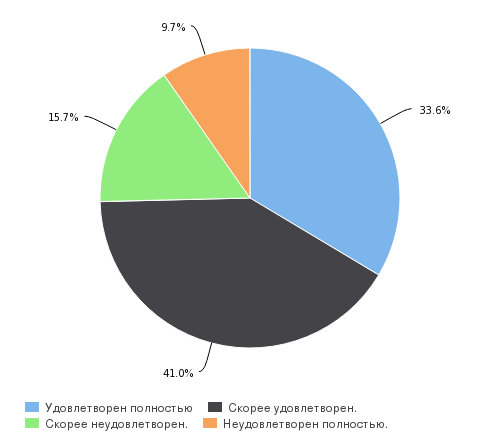 9.7%
15.7%
33.6%
41.0%
Удовлетворен полностью Скорее удовлетворен.
Скорее неудовлетворен. Неудовлетворен полностью.